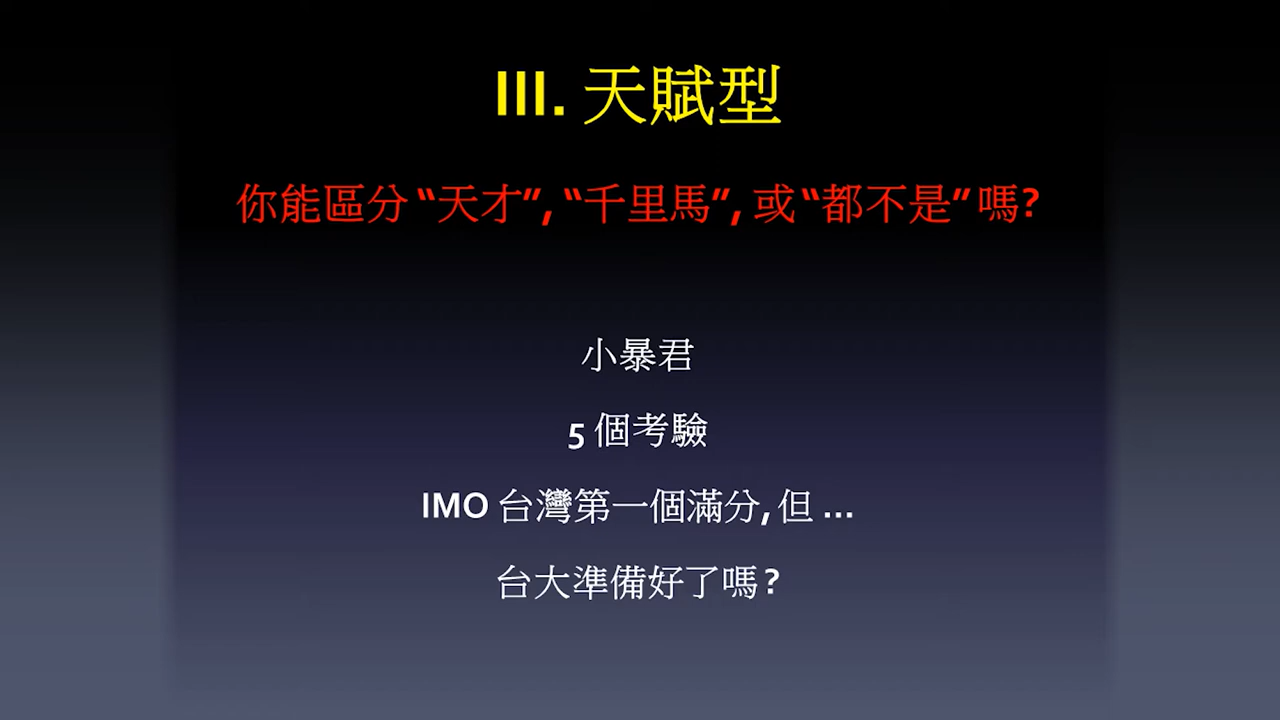 III. 天賦型
你能區分 “天才”, “千里馬”, 或 “都不是” 嗎?
小暴君
5 個考驗
IMO 台灣第一個滿分, 但 ...
台大準備好了嗎?